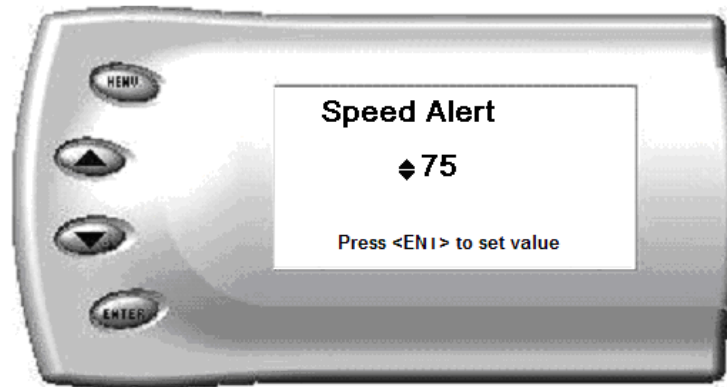 MENU
Speed Alert
75
Press <ENT> to set value
ENTER